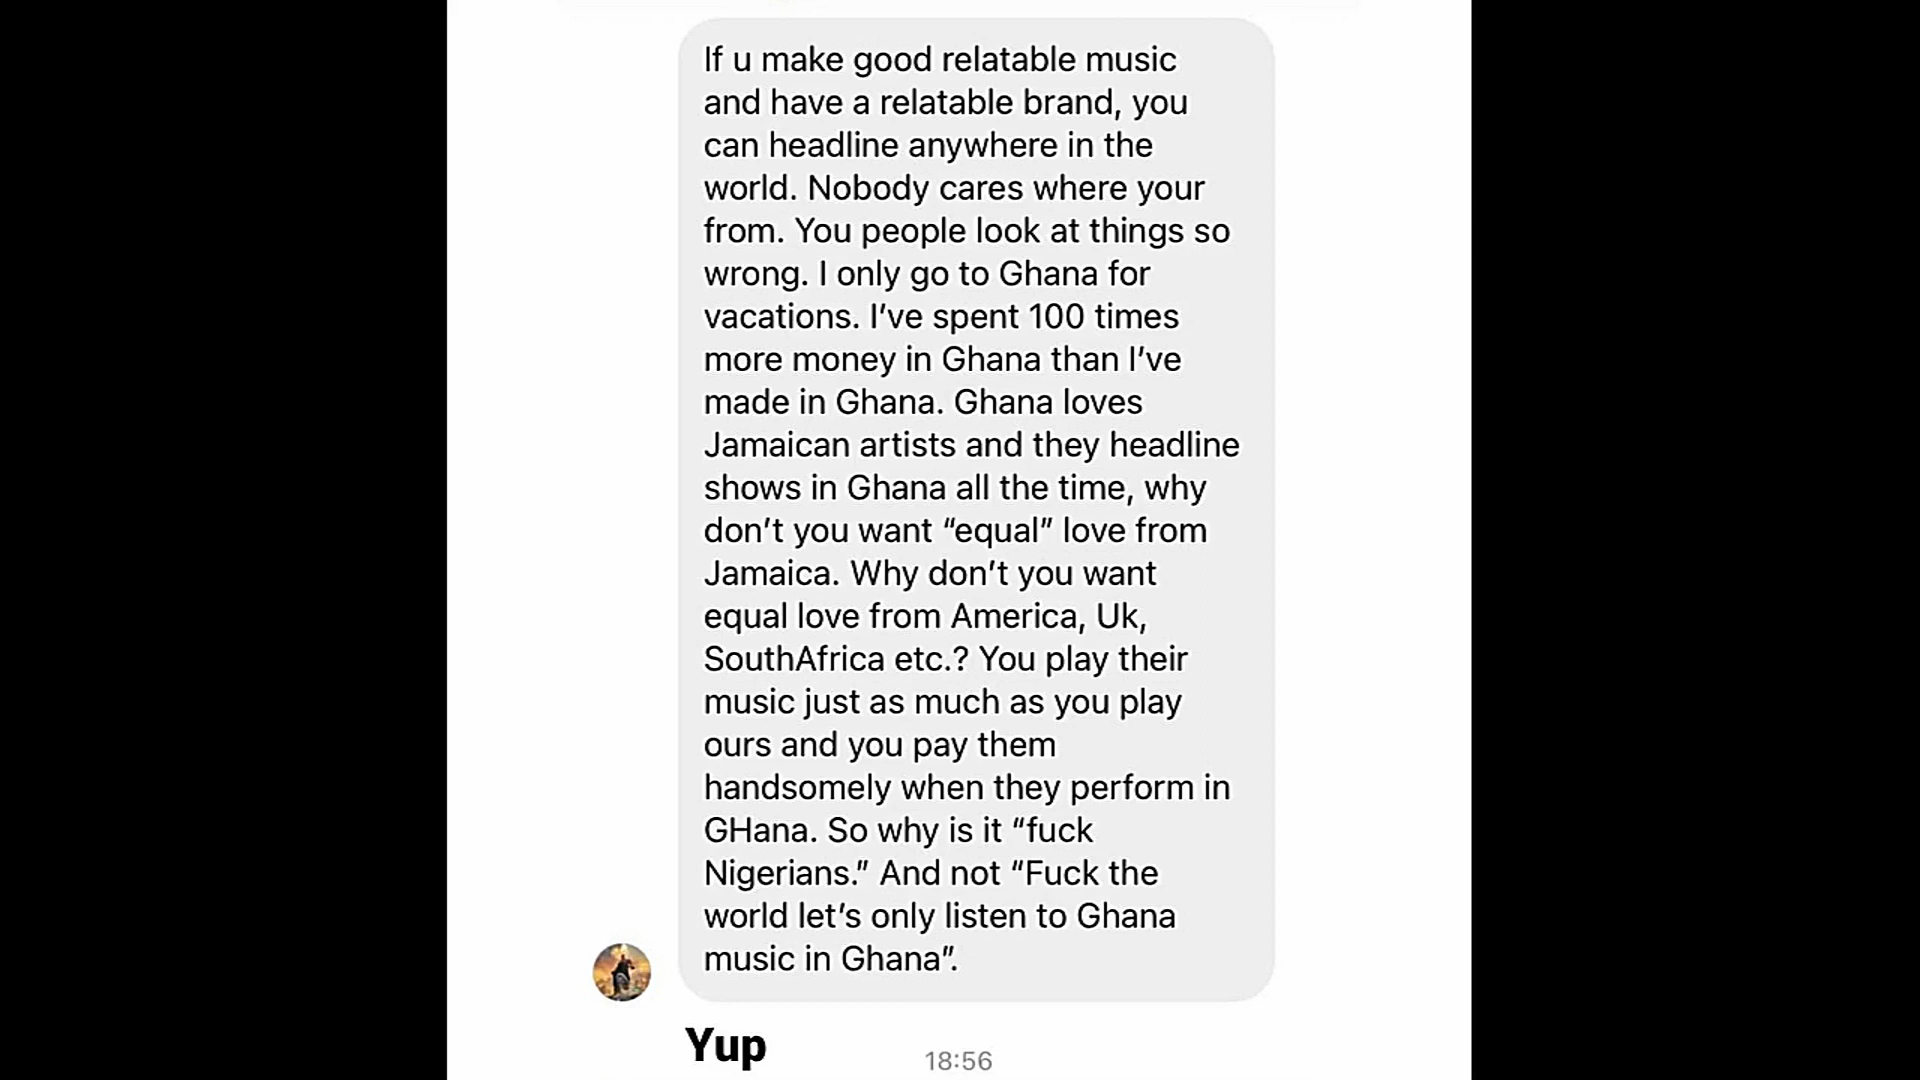 If u make good relatable music
and have a relatable brand, you
can headline anywhere in the
world. Nobody cares where your
from. You people look at things so
wrong. I only go to Ghana for
vacations. I’ve spent 100 times
more money in Ghana than I’ve
made in Ghana. Ghana loves
Jamaican artists and they headline
shows in Ghana all the time, why
don’t you want “equal” love from
Jamaica. Why don’t you want
equal love from America, Uk,
SouthAfrica etc.? You play their
music just as much as you play
ours and you pay them
handsomely when they perform in
GHana. So why is it “fuck
Nigerians.” And not “Fuck the
world let’s only listen to Ghana
music in Ghana”.
Yup
18:56